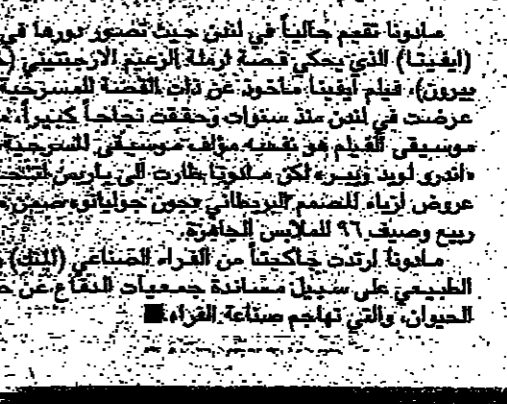 مادونا تقيم حالياً في لندن حيث تصور دورها في
(ايفيتا) الذي يحكي قصة أرملة الزعيم الارجنتيني
بيرون)، فيلم ايفيتا مأخوذ عن ذات القصة للمسرحية
عرضت في لندن منذ سنوات وحققت نجاحاً كبيراً،
موسيقى الفيلم هو نفسه مؤلف موسيقى المسرحية
«اندرو لويد ويبر» لكن مادونا طارت الى باريس
عروض أزياء للمصمم البريطاني «جون جوليانو» ضمن
ربيع وصيف ٩٦ للملابس الجاهزة.
مادونا ارتدت جاكيتاً من الفراء الصناعي (الفنك)
الطبيعي على سبيل مساندة جمعيات الدفاع عن
الحيوان، والتي تهاجم صناعة الفراء ■